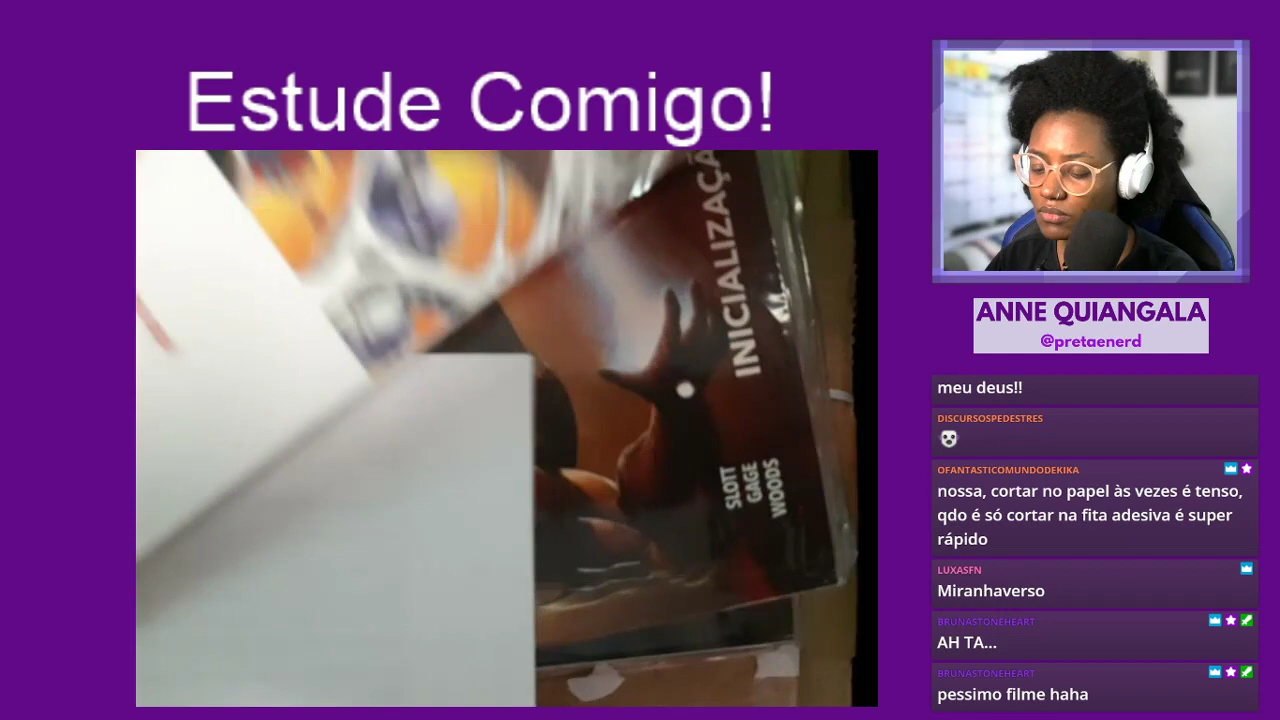 Estude Comigo!
INICIALIZAÇÃ
SLOTT
GAGE
WOODS
ANNE QUIANGALA
@pretaenerd
meu deus!!
DISCURSOSPEDESTRES
OFANTASTICOMUNDODEKIKA
nossa, cortar no papel às vezes é tenso,
qdo é só cortar na fita adesiva é super
rápido
LUXASFN
Miranhaverso
BRUNASTONEHEART
AH TA...
BRUNASTONEHEART
pessimo filme haha